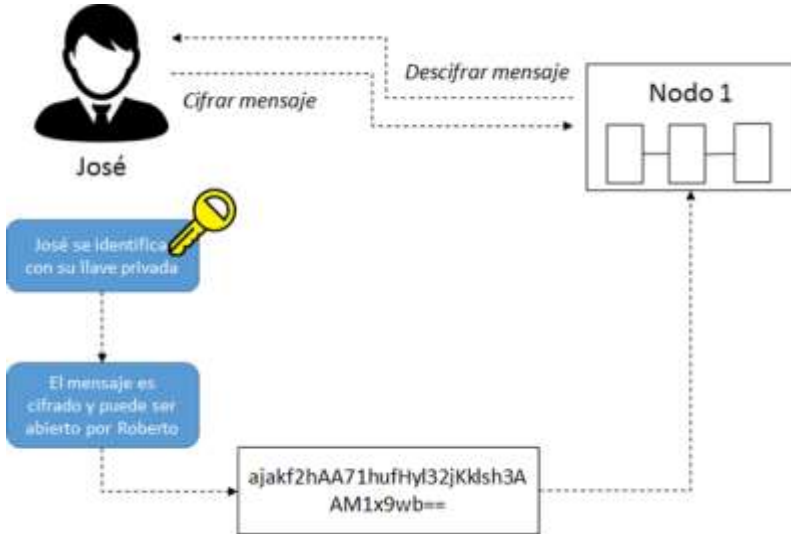 Descifrar mensaje
Cifrar mensaje
Nodo 1
José
José se identifica
con su llave privada
El mensaje es
cifrado y puede ser
abierto por Roberto
ajakf2hAA71hufHyl32jKklsh3A
AM1x9wb==